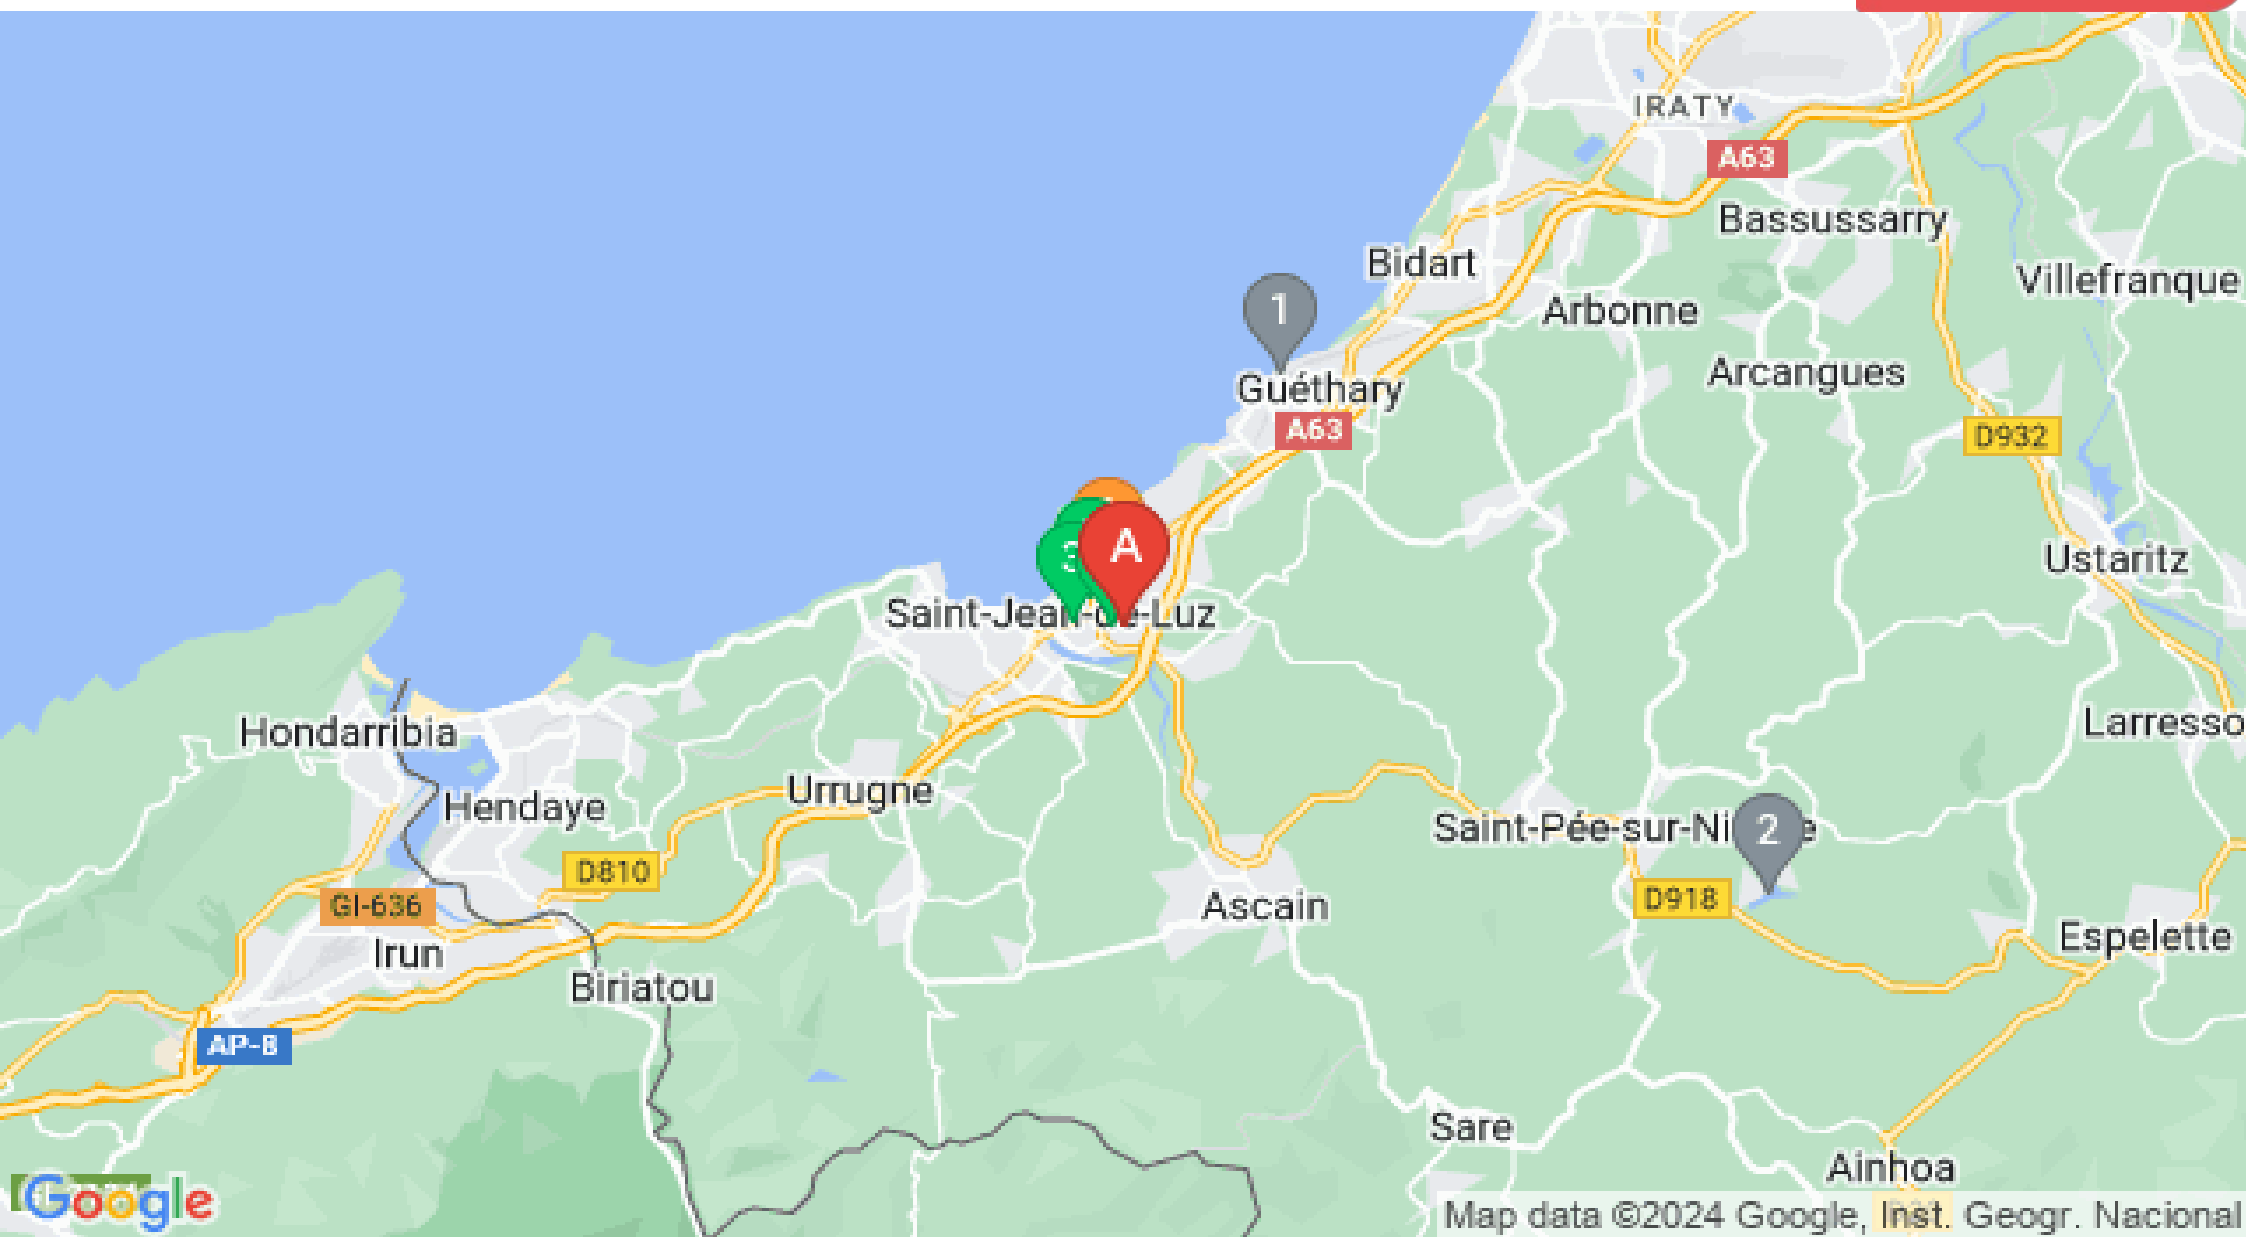 IRATY
A63
Bassussarry
Bidart
Villefranque
1
Arbonne
Arcangues
Guéthary
A63
D932
A
3
Ustaritz
Saint-Jean-de-Luz
Larresso
Hondarribia
Urrugne
Hendaye
Saint-Pée-sur-Ni
2
e
D810
D918
GI-636
Ascain
Espelette
Irun
Biriatou
AP-8
Sare
Ainhoa
Google
Map data ©2024 Google, Inst. Geogr. Nacional